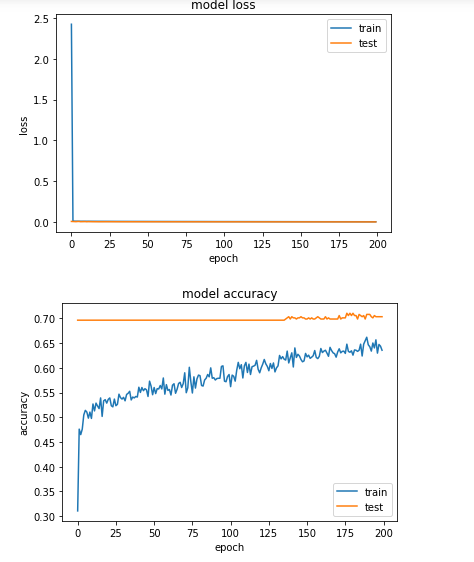 model loss
2.5
2.0
1.5
1.0
0.5
0.0
loss
train
test
0 25 50 75 100 125 150 175 200
epoch
model accuracy
0.70
0.65
0.60
0.55
0.50
0.45
0.40
0.35
0.30
accuracy
train
test
0 25 50 75 100 125 150 175 200
epoch